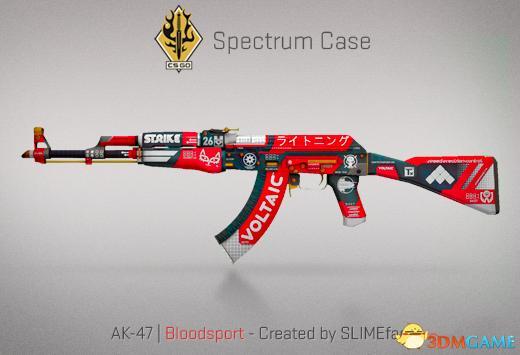 CS GO
Spectrum Case
STRIKE
26
ライトニング
VOLTAIC
VOLTAIC
AK-47 | Bloodsport - Created by SLIMEfa
3DMGAME